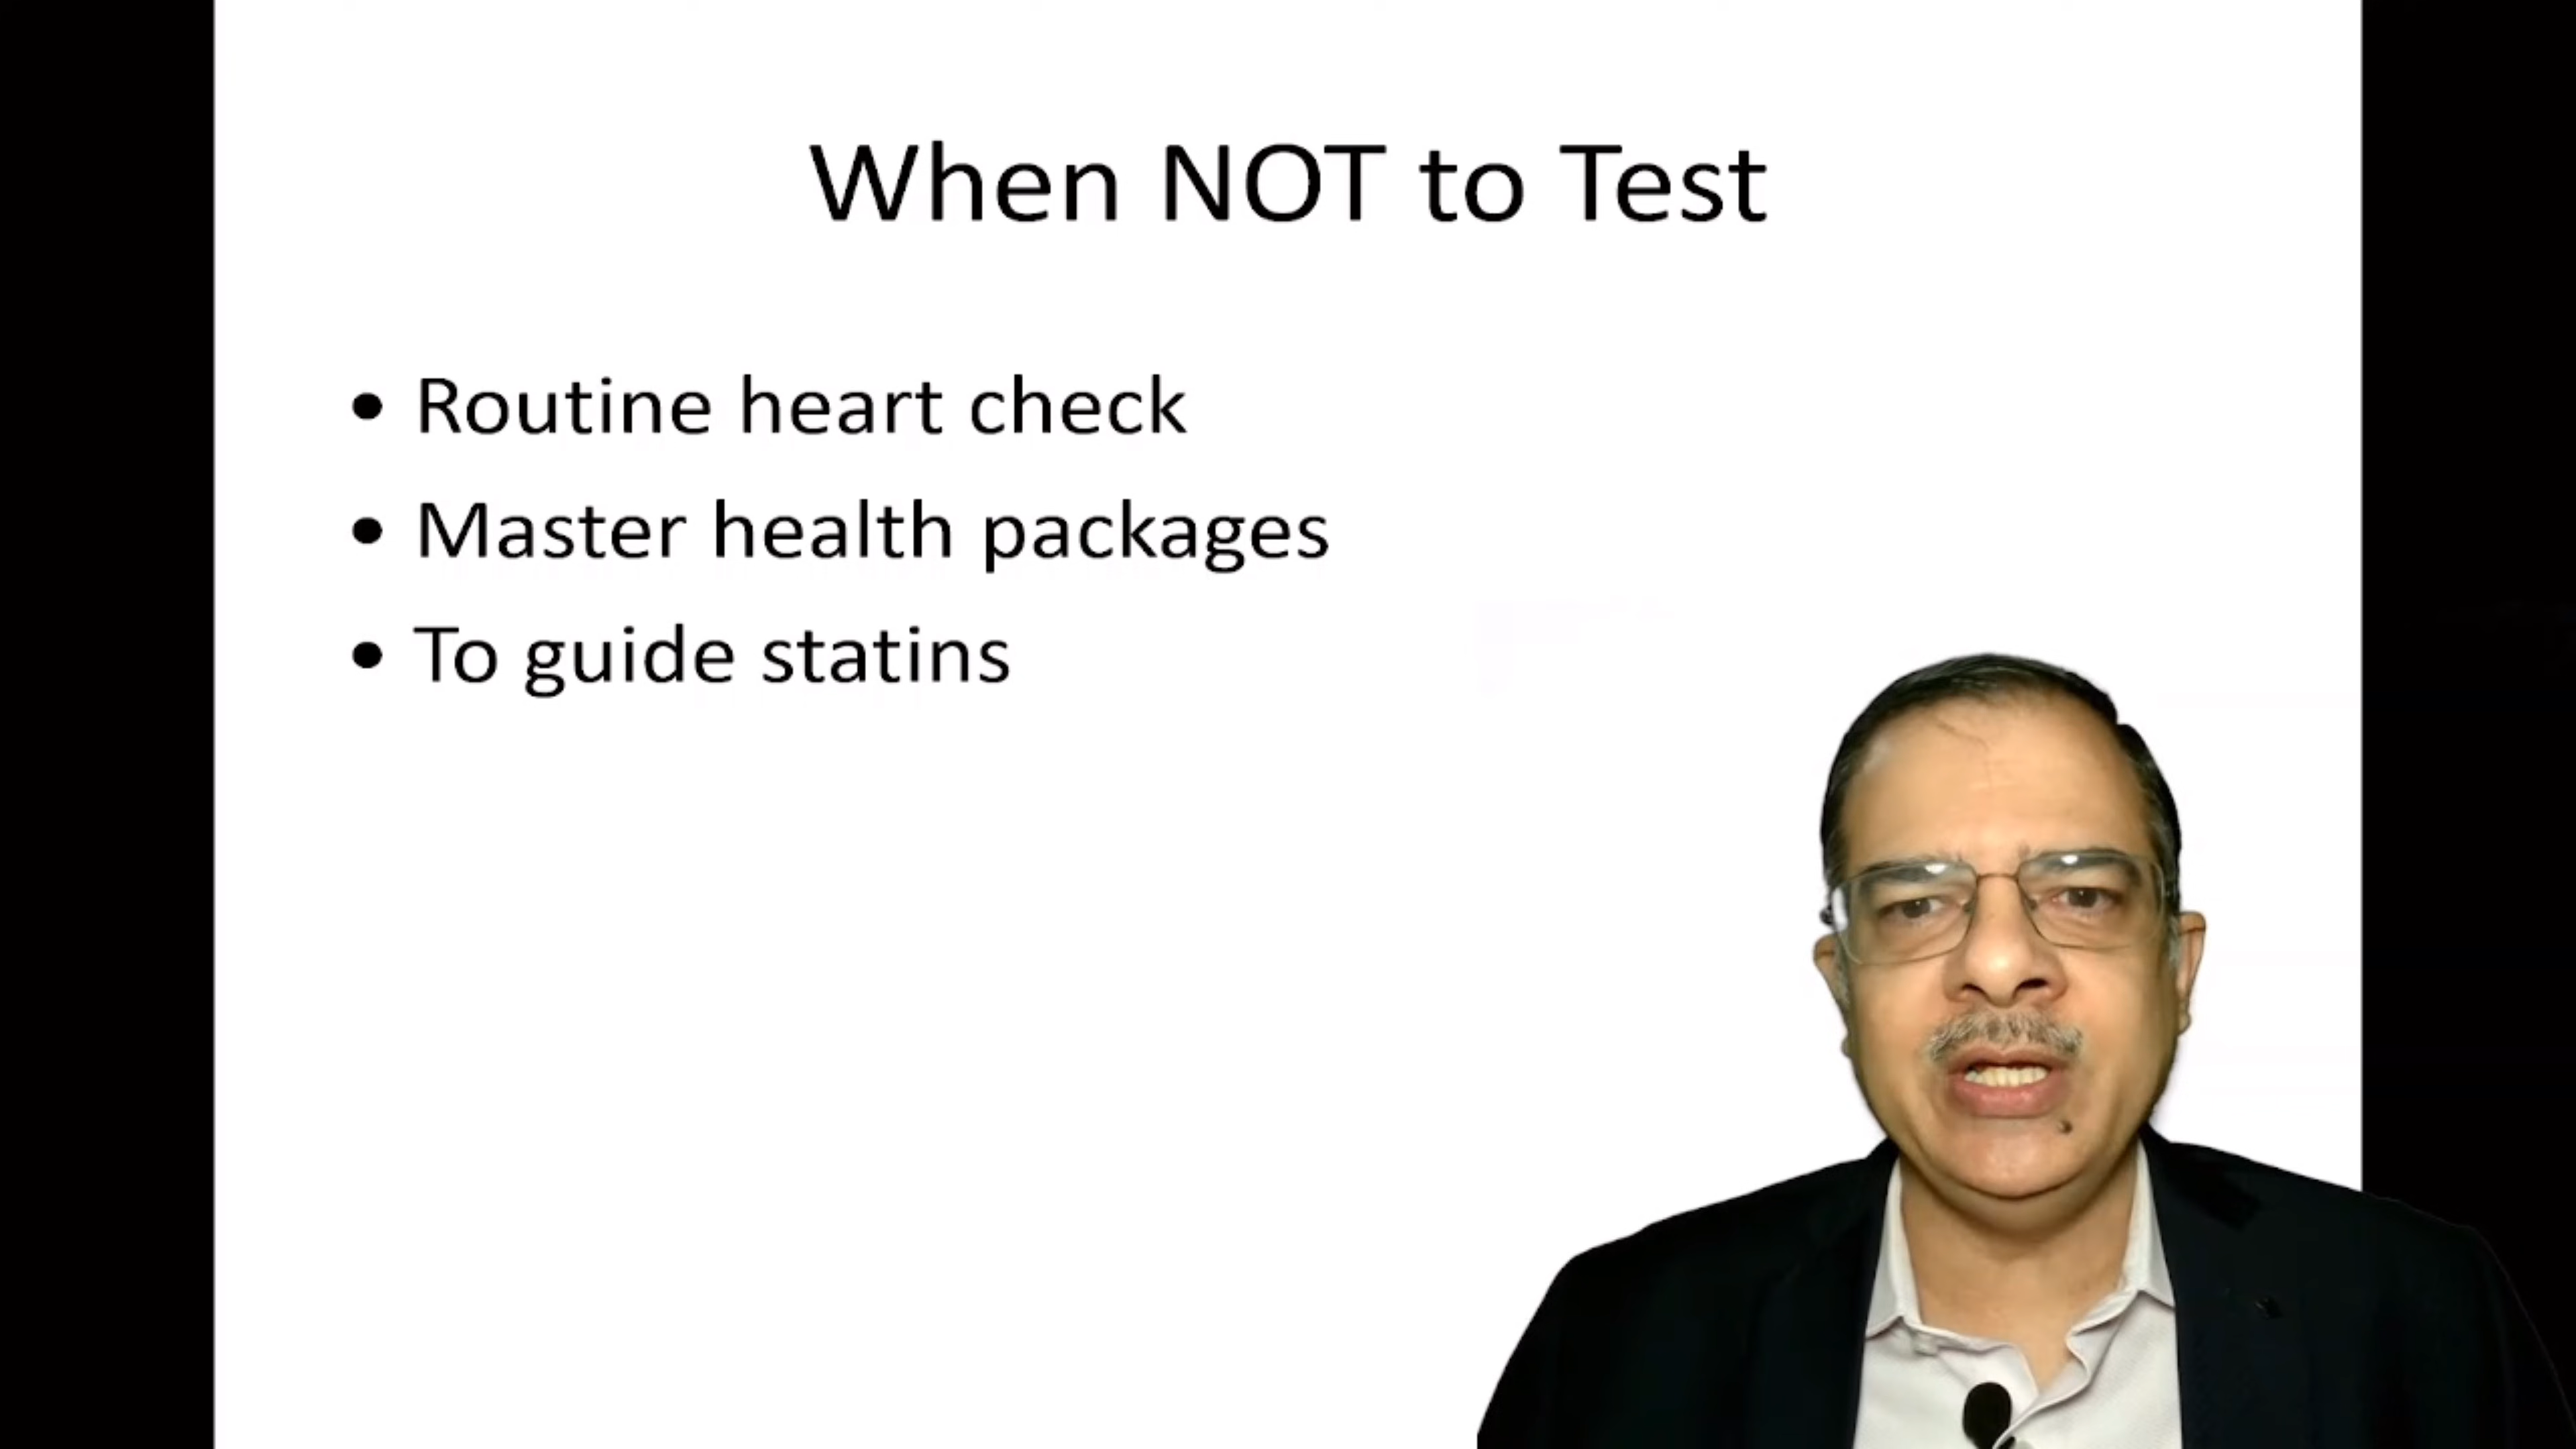 When NOT to Test
• Routine heart check
• Master health packages
• To guide statins